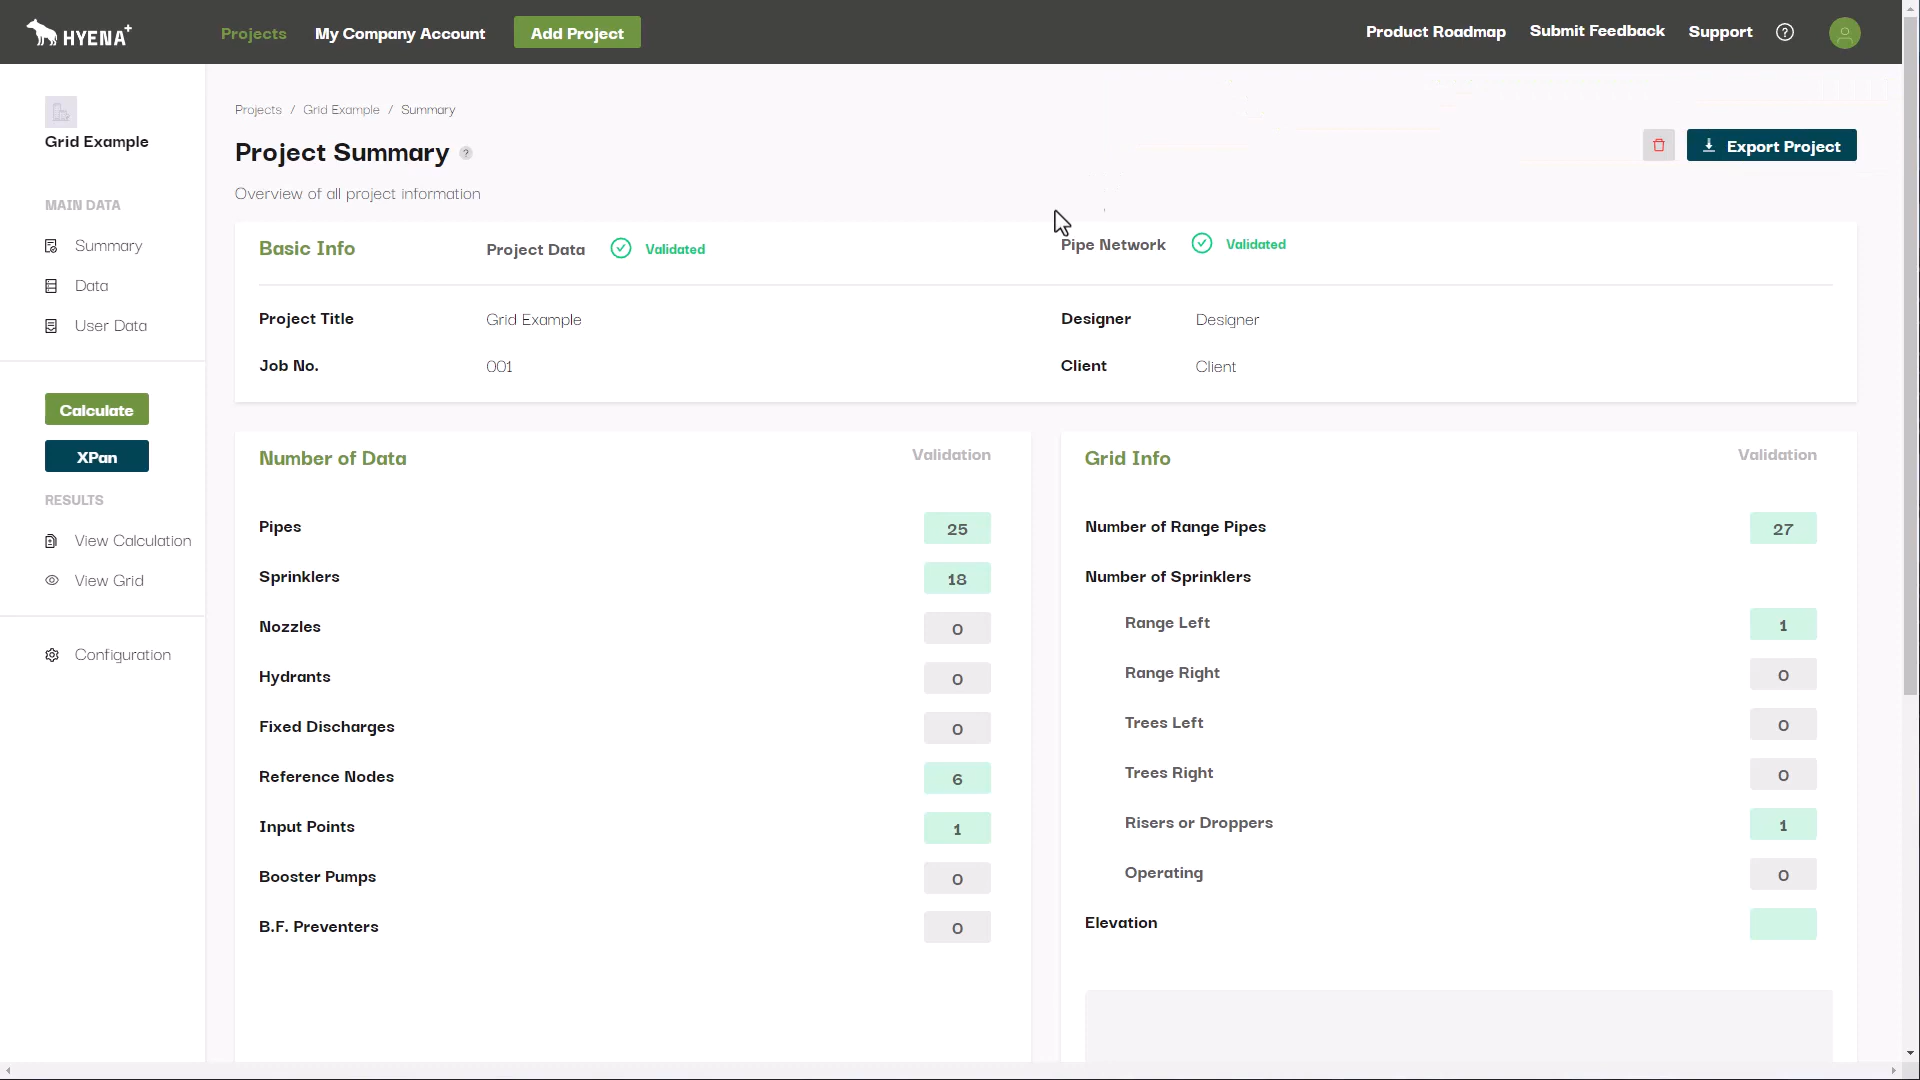 HYENA+
Projects
My Company Account
Add Project
Product Roadmap
Submit Feedback
Support
?
Grid Example
MAIN DATA
Summary
Data
User Data
Calculate
XPan
RESULTS
View Calculation
View Grid
Configuration
Projects / Grid Example / Summary
Project Summary ?
Export Project
Overview of all project information
Basic Info
Project Data
Validated
Pipe Network
Validated
Project Title
Grid Example
Designer
Designer
Job No.
001
Client
Client
Number of Data
Validation
Pipes
25
Sprinklers
18
Nozzles
0
Hydrants
0
Fixed Discharges
0
Reference Nodes
6
Input Points
1
Booster Pumps
0
B.F. Preventers
0
Grid Info
Validation
Number of Range Pipes
27
Number of Sprinklers
Range Left
1
Range Right
0
Trees Left
0
Trees Right
0
Risers or Droppers
1
Operating
0
Elevation